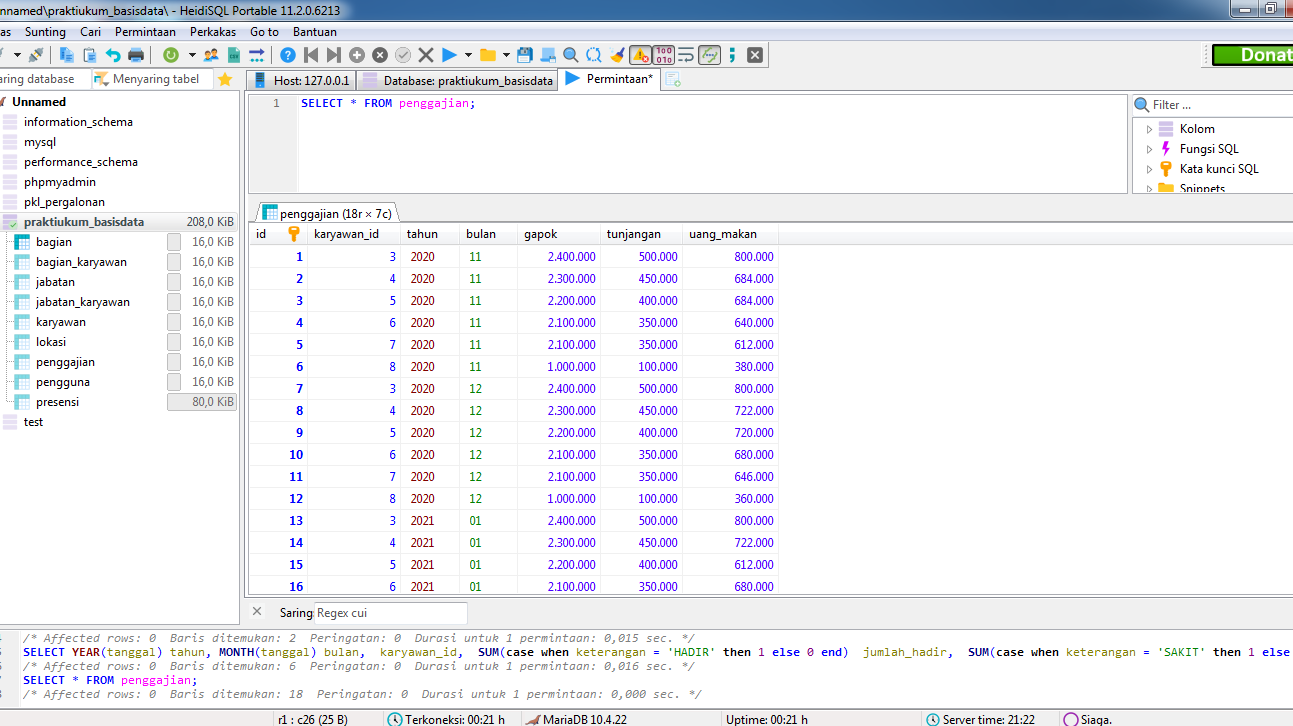 nnamed\praktiukum_basisdata\ - HeidiSQL Portable 11.2.0.6213
as Sunting Cari Permintaan Perkakas Go to Bantuan
Donat
aring database Menyaring tabel Host: 127.0.0.1 Database: praktiukum_basisdata Permintaan*
Unnamed
information_schema
mysql
performance_schema
phpmyadmin
pkl_pergalonan
praktiukum_basisdata 208,0 KiB
bagian 16,0 KiB
bagian_karyawan 16,0 KiB
jabatan 16,0 KiB
jabatan_karyawan 16,0 KiB
karyawan 16,0 KiB
lokasi 16,0 KiB
penggajian 16,0 KiB
pengguna 16,0 KiB
presensi 80,0 KiB
test
1 SELECT * FROM penggajian;
Filter ...
Kolom
Fungsi SQL
Kata kunci SQL
Snippets
penggajian (18r × 7c)
id karyawan_id tahun bulan gapok tunjangan uang_makan
1 3 2020 11 2.400.000 500.000 800.000
2 4 2020 11 2.300.000 450.000 684.000
3 5 2020 11 2.200.000 400.000 684.000
4 6 2020 11 2.100.000 350.000 640.000
5 7 2020 11 2.100.000 350.000 612.000
6 8 2020 11 1.000.000 100.000 380.000
7 3 2020 12 2.400.000 500.000 800.000
8 4 2020 12 2.300.000 450.000 722.000
9 5 2020 12 2.200.000 400.000 720.000
10 6 2020 12 2.100.000 350.000 680.000
11 7 2020 12 2.100.000 350.000 646.000
12 8 2020 12 1.000.000 100.000 360.000
13 3 2021 01 2.400.000 500.000 800.000
14 4 2021 01 2.300.000 450.000 722.000
15 5 2021 01 2.200.000 400.000 612.000
16 6 2021 01 2.100.000 350.000 680.000
Saring Regex cui
/* Affected rows: 0 Baris ditemukan: 2 Peringatan: 0 Durasi untuk 1 permintaan: 0,015 sec. */
SELECT YEAR(tanggal) tahun, MONTH(tanggal) bulan, karyawan_id, SUM(case when keterangan = 'HADIR' then 1 else 0 end) jumlah_hadir, SUM(case when keterangan = 'SAKIT' then 1 else
/* Affected rows: 0 Baris ditemukan: 6 Peringatan: 0 Durasi untuk 1 permintaan: 0,016 sec. */
SELECT * FROM penggajian;
/* Affected rows: 0 Baris ditemukan: 18 Peringatan: 0 Durasi untuk 1 permintaan: 0,000 sec. */
r1 : c26 (25 B) Terkoneksi: 00:21 h MariaDB 10.4.22 Uptime: 00:21 h Server time: 21:22 Siaga.